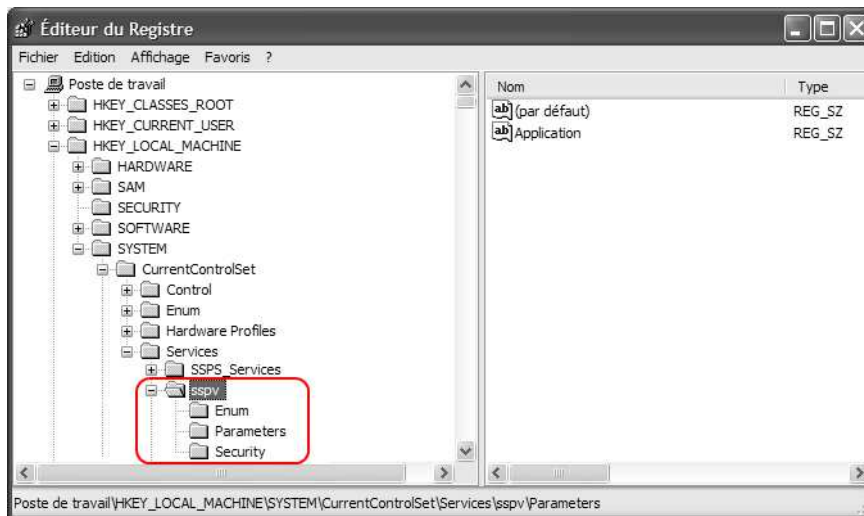 Éditeur du Registre
Fichier Edition Affichage Favoris ?
Poste de travail
HKEY_CLASSES_ROOT
HKEY_CURRENT_USER
HKEY_LOCAL_MACHINE
HARDWARE
SAM
SECURITY
SOFTWARE
SYSTEM
CurrentControlSet
Control
Enum
Hardware Profiles
Services
SSPS_Services
sspv
Enum
Parameters
Security
Nom Type
(par défaut) REG_SZ
Application REG_SZ
Poste de travail\HKEY_LOCAL_MACHINE\SYSTEM\CurrentControlSet\Services\sspv\Parameters